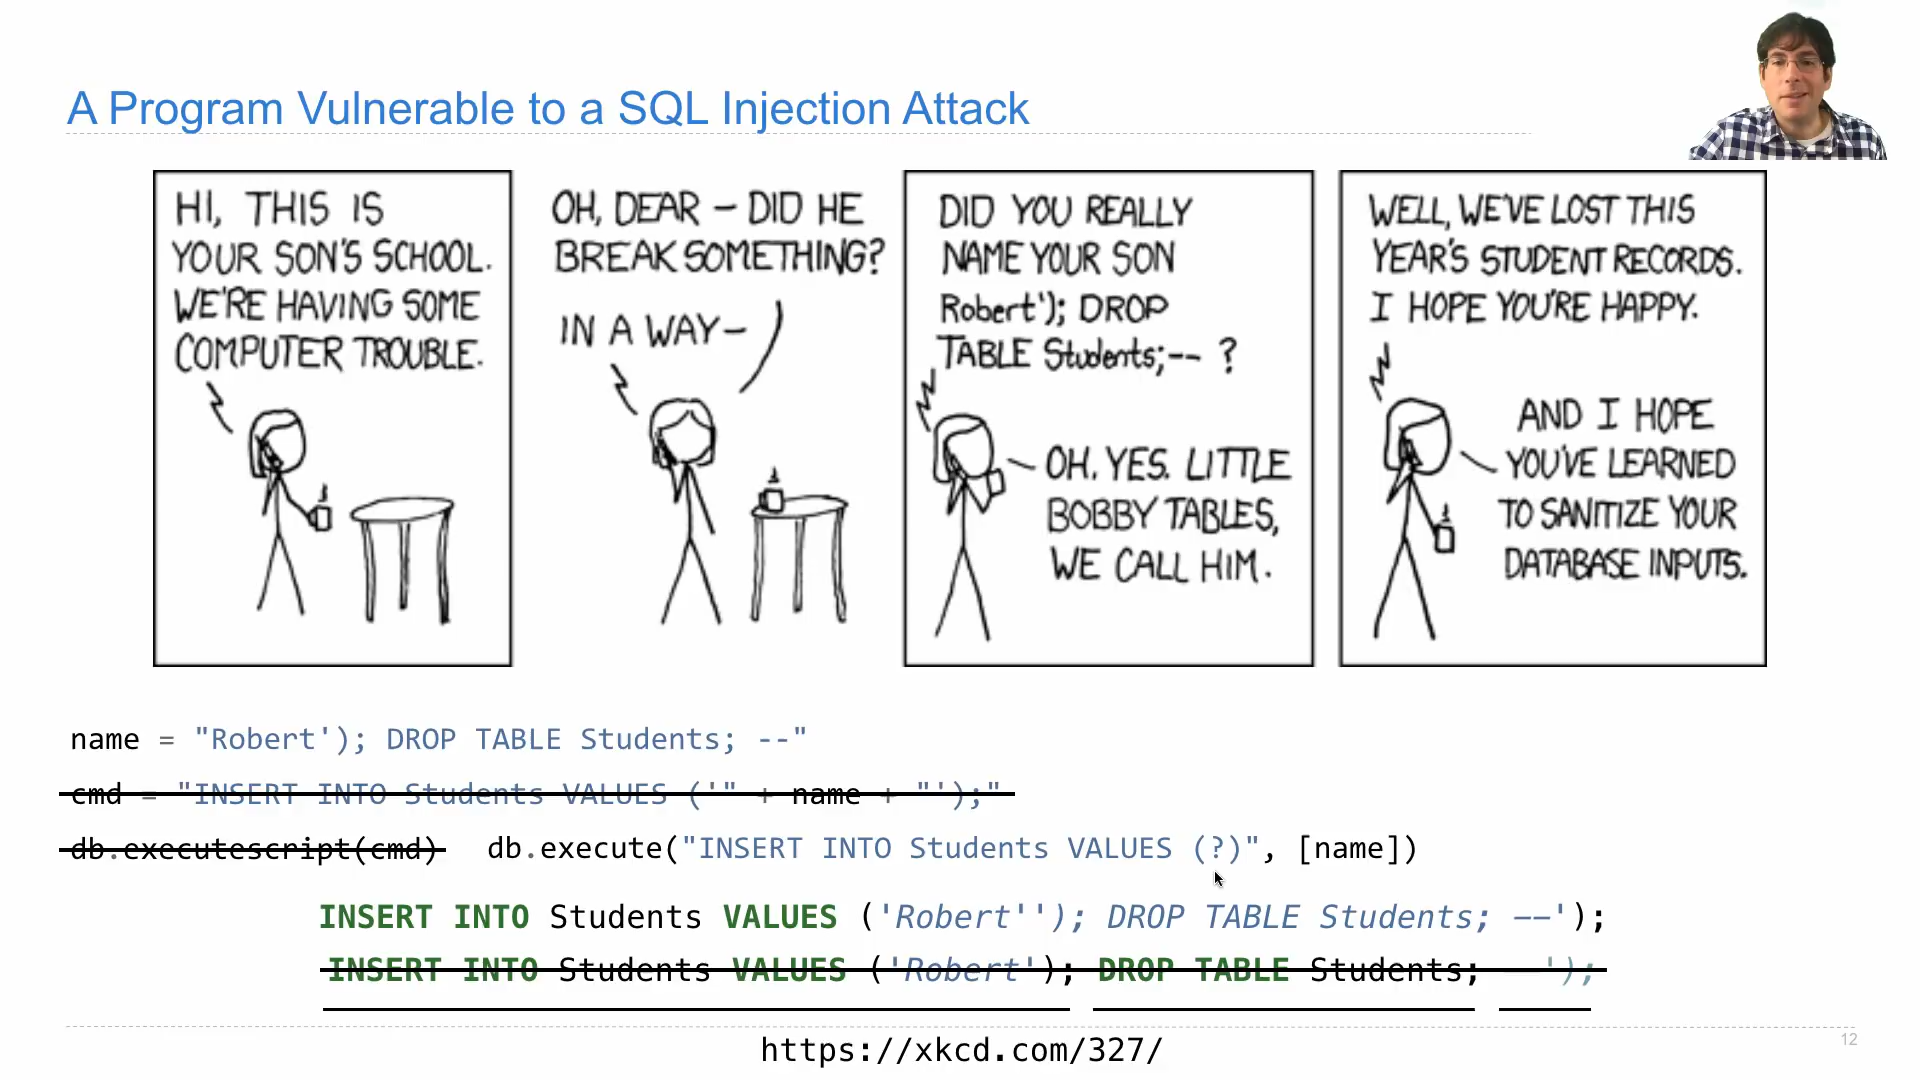 A Program Vulnerable to a SQL Injection Attack
HI, THIS IS
YOUR SON'S SCHOOL.
WE'RE HAVING SOME
COMPUTER TROUBLE.
OH, DEAR – DID HE
BREAK SOMETHING?
IN A WAY–
DID YOU REALLY
NAME YOUR SON
Robert'); DROP
TABLE Students;-- ?
OH, YES. LITTLE
BOBBY TABLES,
WE CALL HIM.
WELL, WE'VE LOST THIS
YEAR'S STUDENT RECORDS.
I HOPE YOU'RE HAPPY.
AND I HOPE
YOU'VE LEARNED
TO SANITIZE YOUR
DATABASE INPUTS.
name = "Robert'); DROP TABLE Students; --"
cmd = "INSERT INTO Students VALUES ('" + name + "');"
db.executescript(cmd) db.execute("INSERT INTO Students VALUES (?)", [name])
INSERT INTO Students VALUES ('Robert''); DROP TABLE Students; --');
INSERT INTO Students VALUES ('Robert'); DROP TABLE Students; --');
https://xkcd.com/327/
12